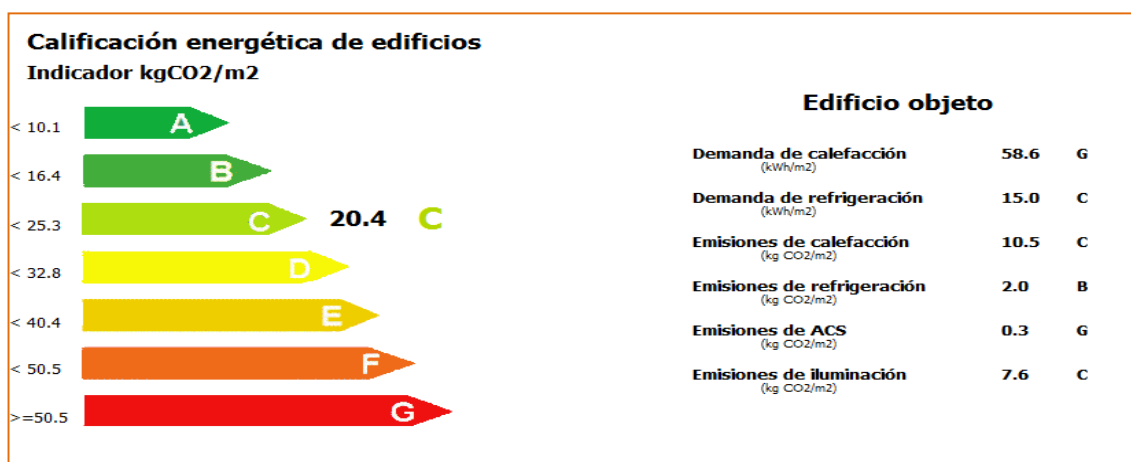 Calificación energética de edificios
Indicador kgCO2/m2
< 10.1 A
< 16.4 B
< 25.3 C 20.4 C
< 32.8 D
< 40.4 E
< 50.5 F
>=50.5 G
Edificio objeto
Demanda de calefacción 58.6 G
(kWh/m2)
Demanda de refrigeración 15.0 C
(kWh/m2)
Emisiones de calefacción 10.5 C
(kg CO2/m2)
Emisiones de refrigeración 2.0 B
(kg CO2/m2)
Emisiones de ACS 0.3 G
(kg CO2/m2)
Emisiones de iluminación 7.6 C
(kg CO2/m2)